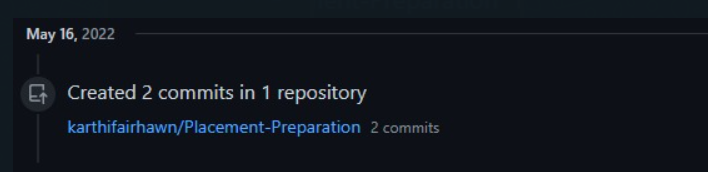 May 16, 2022
Created 2 commits in 1 repository
karthifairhawn/Placement-Preparation 2 commits